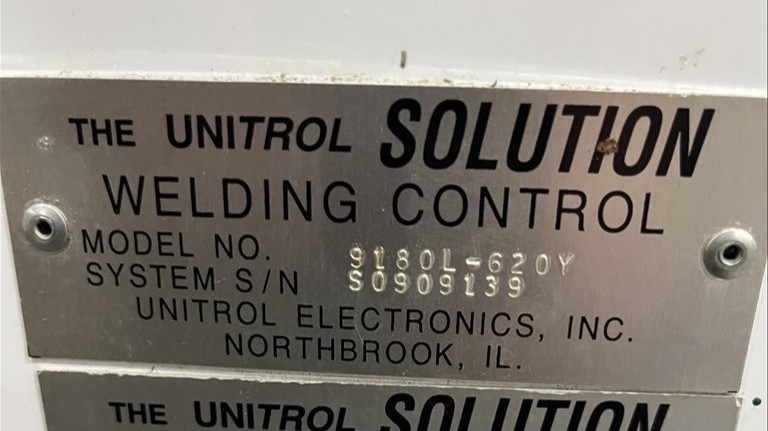 THE UNITROL SOLUTION
WELDING CONTROL
MODEL NO. 9180L-620Y
SYSTEM S/N S0909139
UNITROL ELECTRONICS, INC.
NORTHBROOK, IL.
THE UNITROL SOLUTION